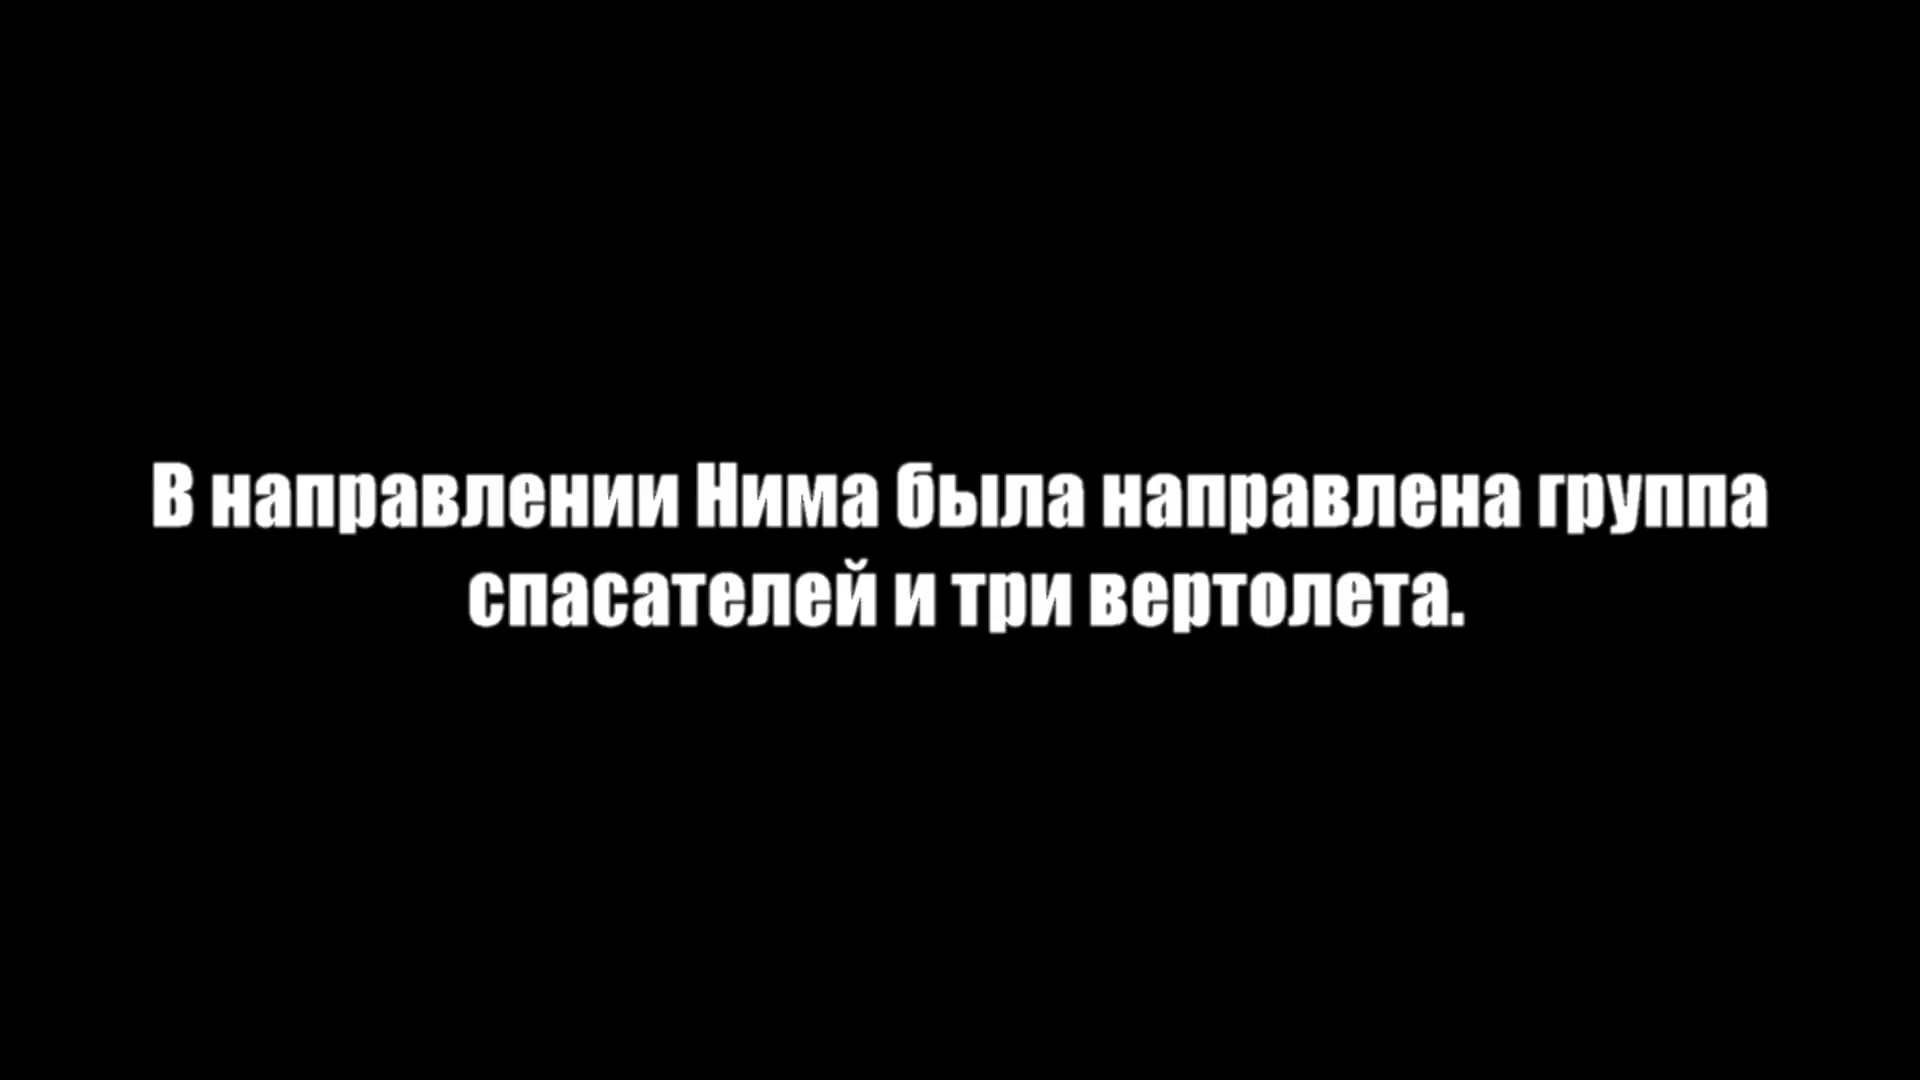 В направлении Нима была направлена группа
спасателей и три вертолета.